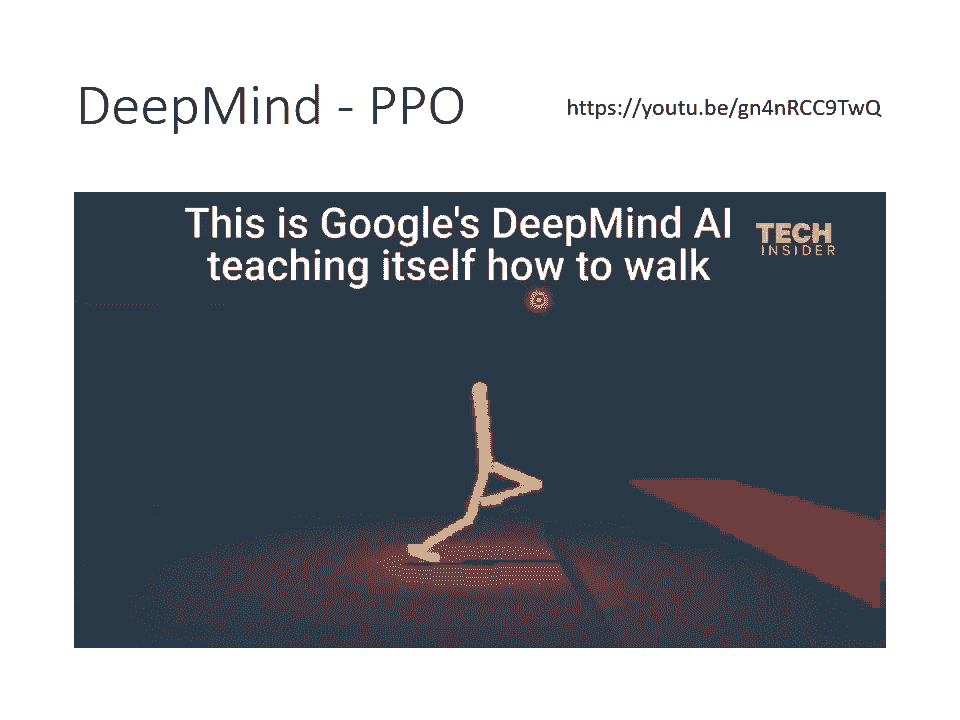 DeepMind - PPO
https://youtu.be/gn4nRCC9TwQ
This is Google's DeepMind AI
teaching itself how to walk
TECH
INSIDER